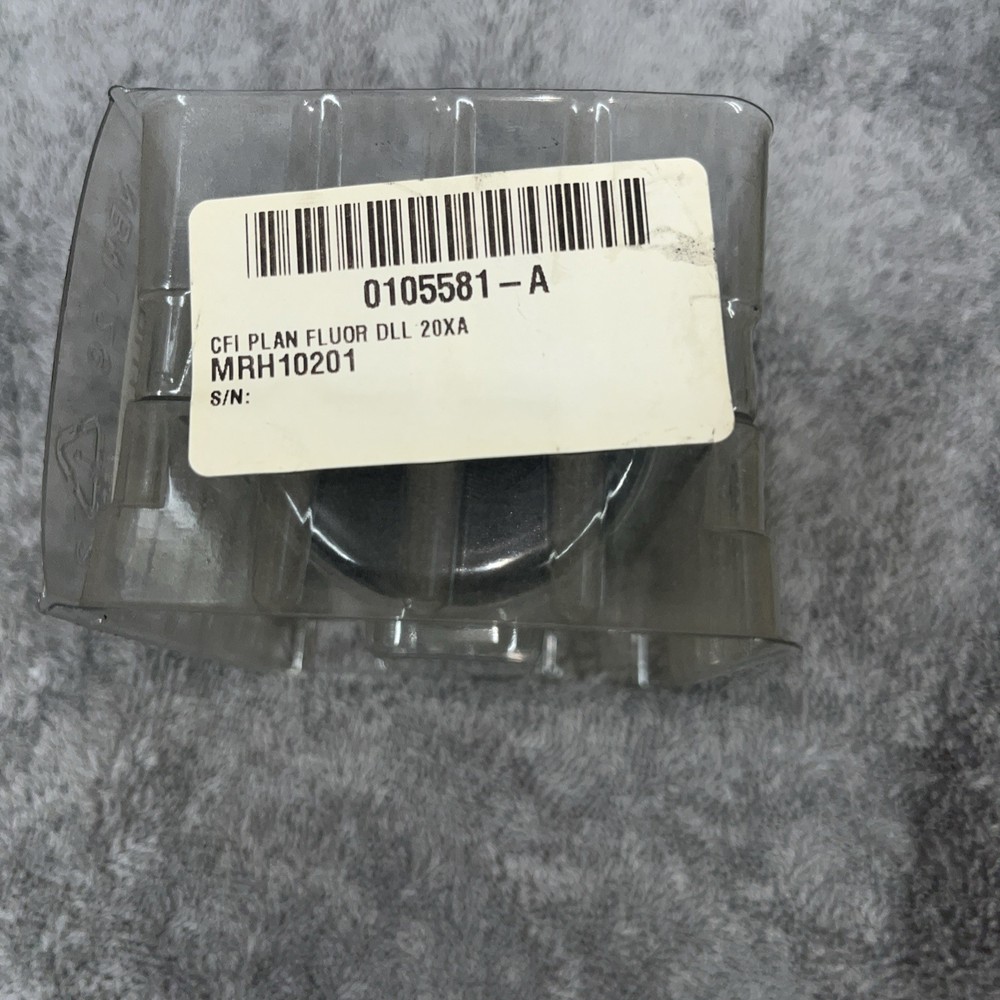 0105581-A
CFI PLAN FLUOR DLL 20XA
MRH10201
S/N: